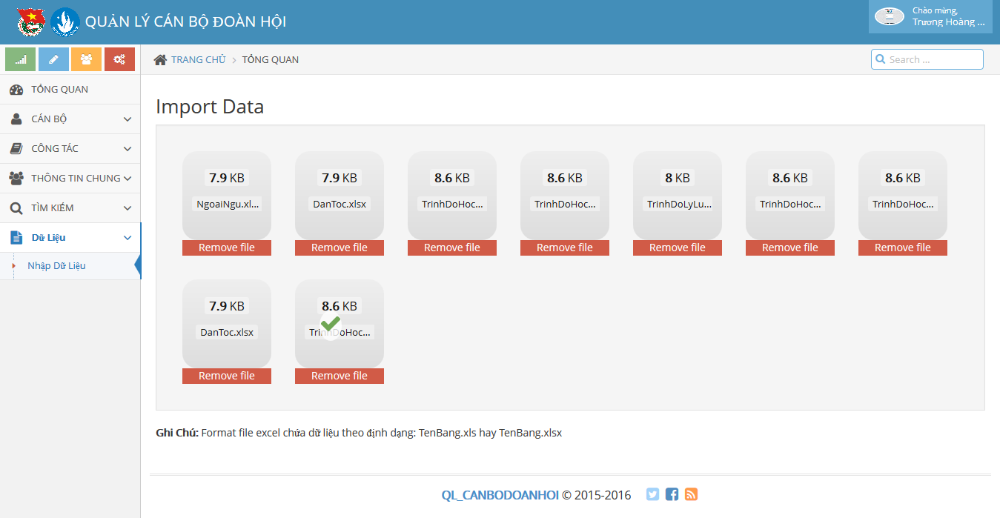 QUẢN LÝ CÁN BỘ ĐOÀN HỘI
Chào mừng,
Trương Hoàng ...
TRANG CHỦ > TỔNG QUAN
Search ...
TỔNG QUAN
CÁN BỘ
CÔNG TÁC
THÔNG TIN CHUNG
TÌM KIẾM
Dữ Liệu
Nhập Dữ Liệu
Import Data
7.9 KB
NgoaiNgu.xl...
Remove file
7.9 KB
DanToc.xlsx
Remove file
8.6 KB
TrinhDoHoc...
Remove file
8.6 KB
TrinhDoHoc...
Remove file
8 KB
TrinhDoLyLu...
Remove file
8.6 KB
TrinhDoHoc...
Remove file
8.6 KB
TrinhDoHoc...
Remove file
7.9 KB
DanToc.xlsx
Remove file
8.6 KB
TrinhDoHoc...
Remove file
Ghi Chú: Format file excel chứa dữ liệu theo định dạng: TenBang.xls hay TenBang.xlsx
QL_CANBODOANHOI © 2015-2016